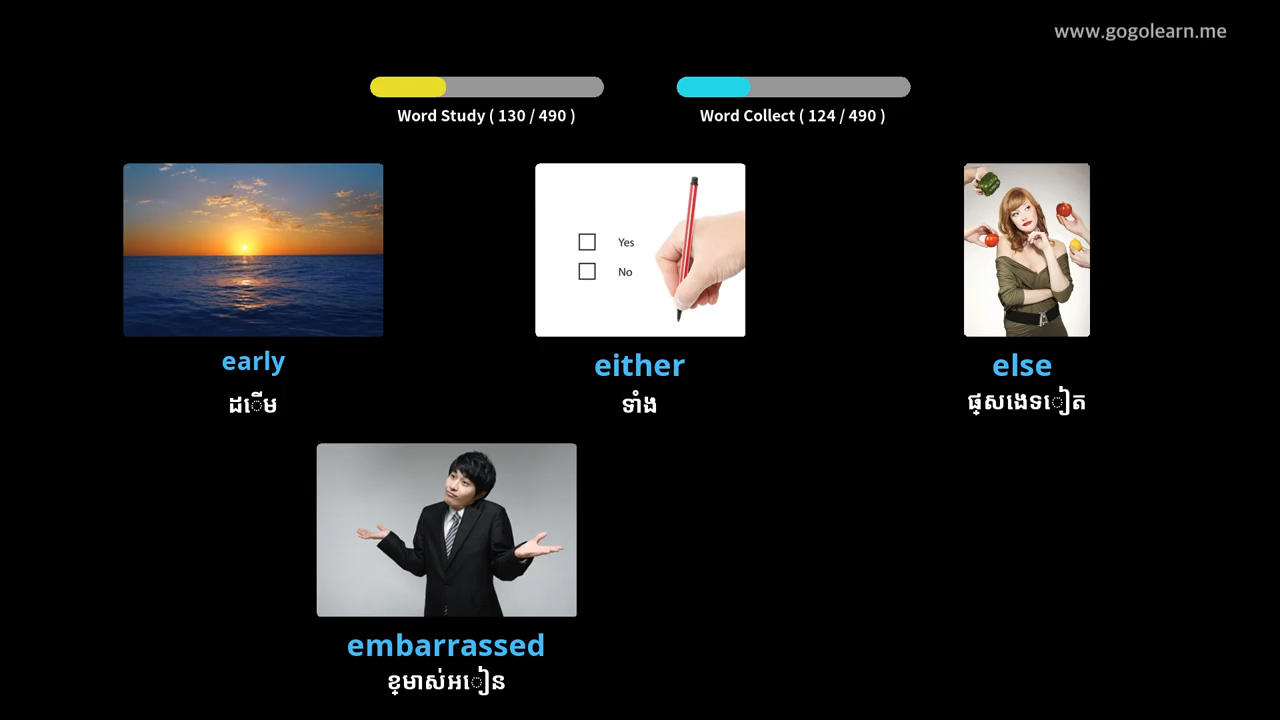 www.gogolearn.me
Word Study ( 130 / 490 )
Word Collect ( 124 / 490 )
Yes
No
early
either
else
ដើម
ទាំង
ផ្សេងទៀត
embarrassed
ខ្មាស់អៀន